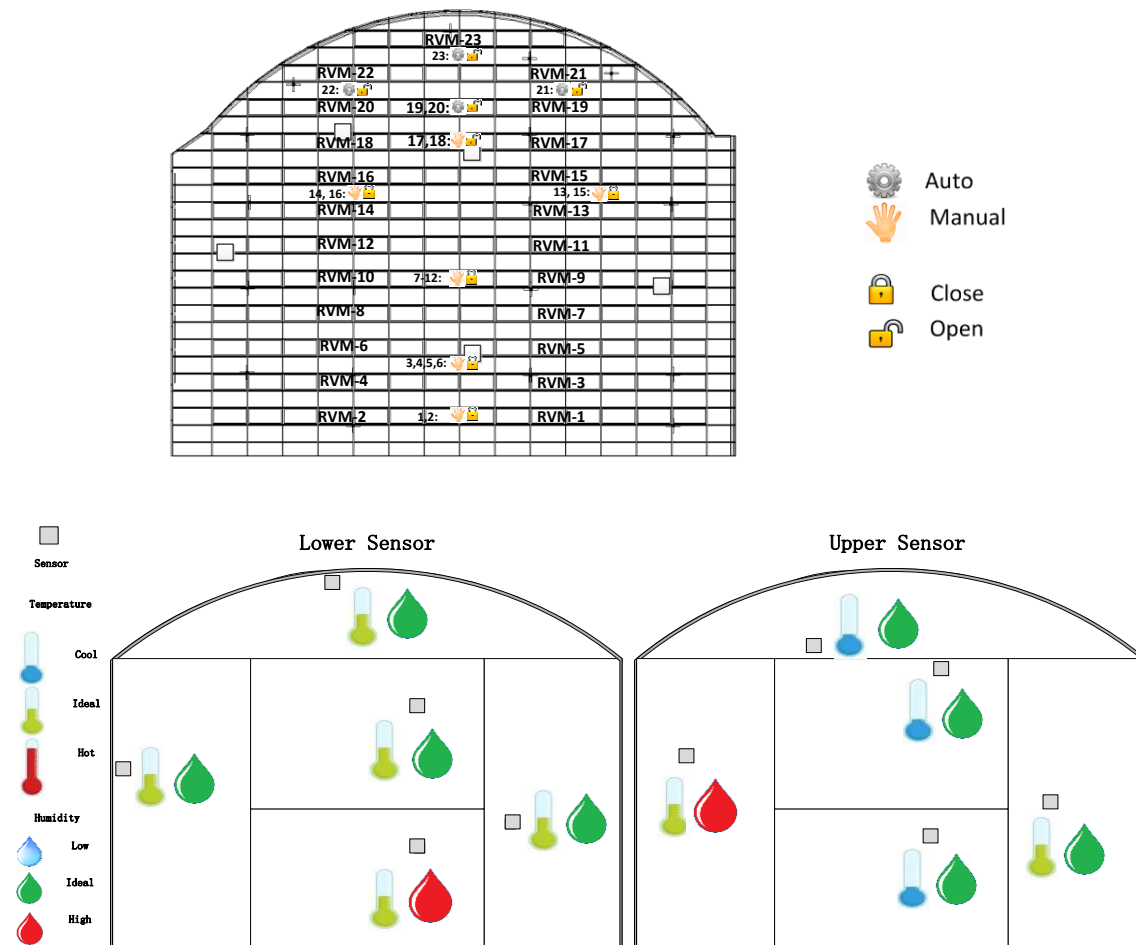 RVM-23
23:
RVM-22 RVM-21
22: 21:
RVM-20 19,20: RVM-19
RVM-18 17,18: RVM-17
RVM-16 RVM-15
14, 16: 13, 15:
RVM-14 RVM-13
RVM-12 RVM-11
RVM-10 7-12: RVM-9
RVM-8 RVM-7
RVM-6 RVM-5
3,4,5,6:
RVM-4 RVM-3
RVM-2 1,2: RVM-1
Auto
Manual
Close
Open
Sensor
Temperature
Cool
Ideal
Hot
Humidity
Low
Ideal
High
Lower Sensor
Upper Sensor